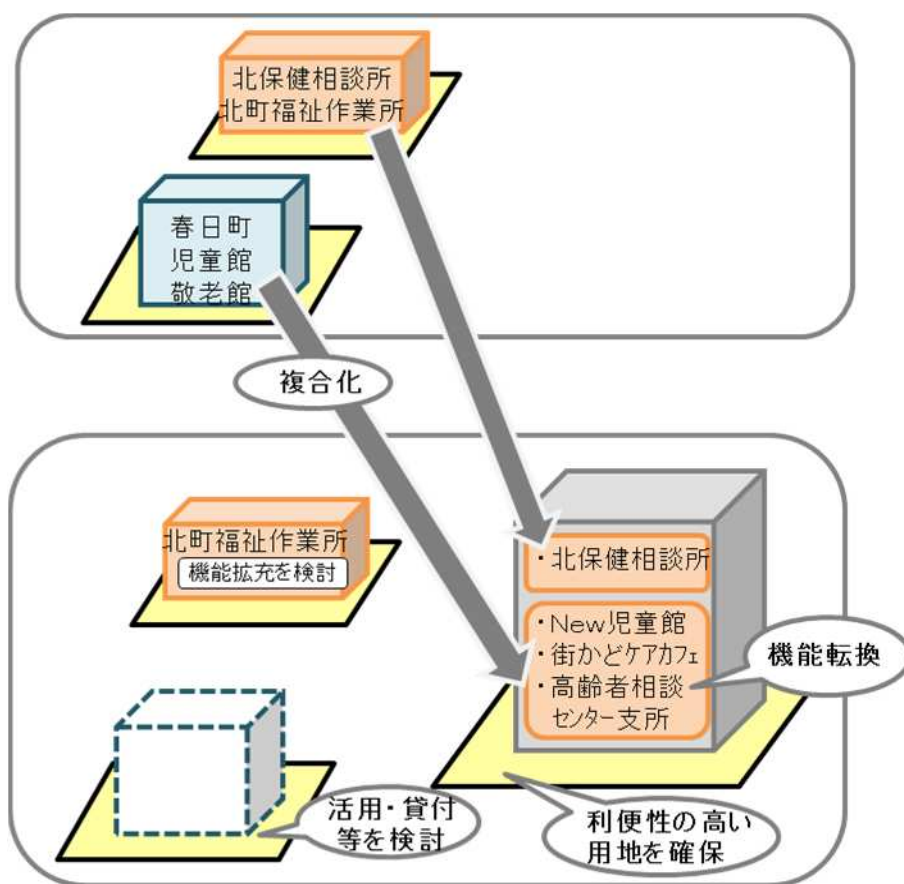 北保健相談所
北町福祉作業所
春日町
児童館
敬老館
複合化
北町福祉作業所
機能拡充を検討
・北保健相談所
・New児童館
・街かどケアカフェ
・高齢者相談
センター支所
機能転換
活用・貸付
等を検討
利便性の高い
用地を確保